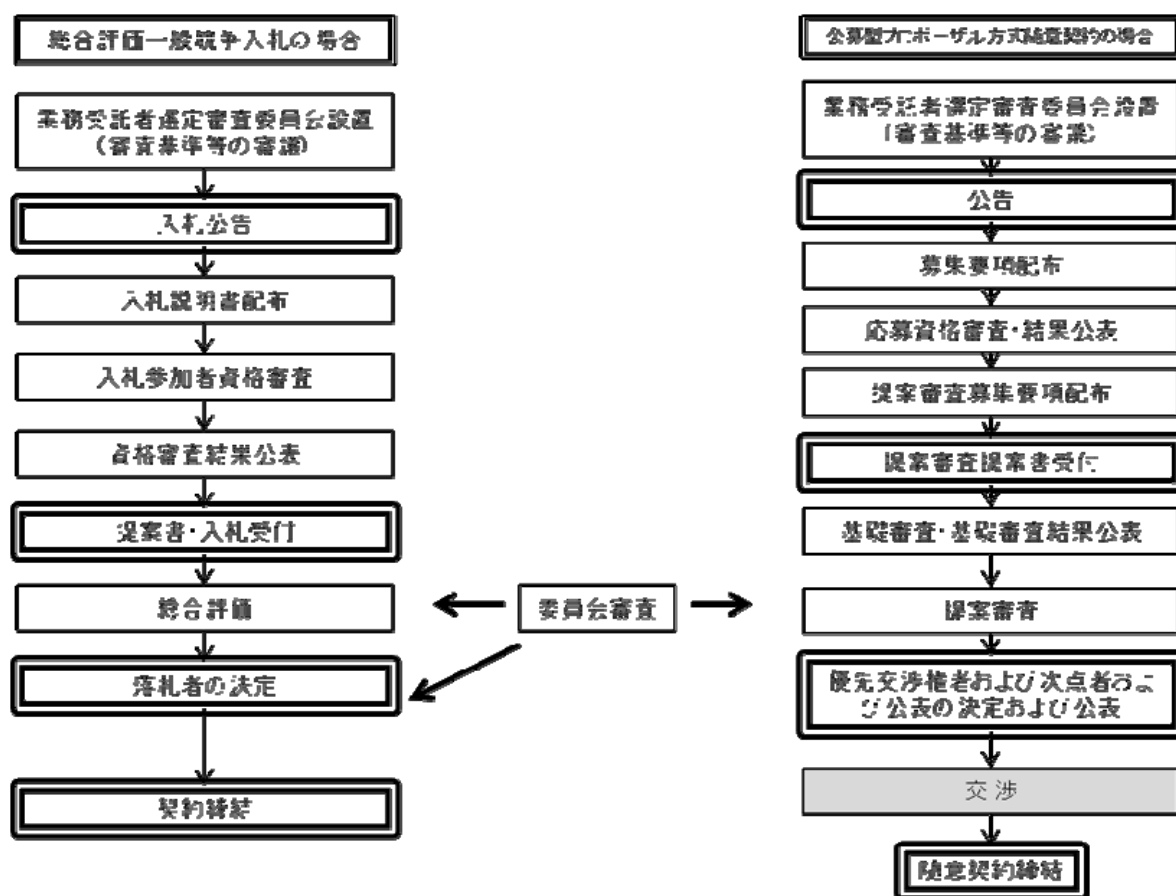 総合評価一般競争入札の場合
業務受託者選定審査委員会設置
(審査基準等の審議)
入札公告
入札説明書配布
入札参加者資格審査
資格審査結果公表
提案書・入札受付
総合評価
落札者の決定
契約締結
委員会審査
公募型プロポーザル方式随意契約の場合
業務受託者選定審査委員会設置
(審査基準等の審議)
公告
募集要項配布
応募資格審査・結果公表
提案審査募集要項配布
提案審査提案書受付
基礎審査・基礎審査結果公表
提案審査
優先交渉権者および次点者およ
び公表の決定および公表
交渉
随意契約締結